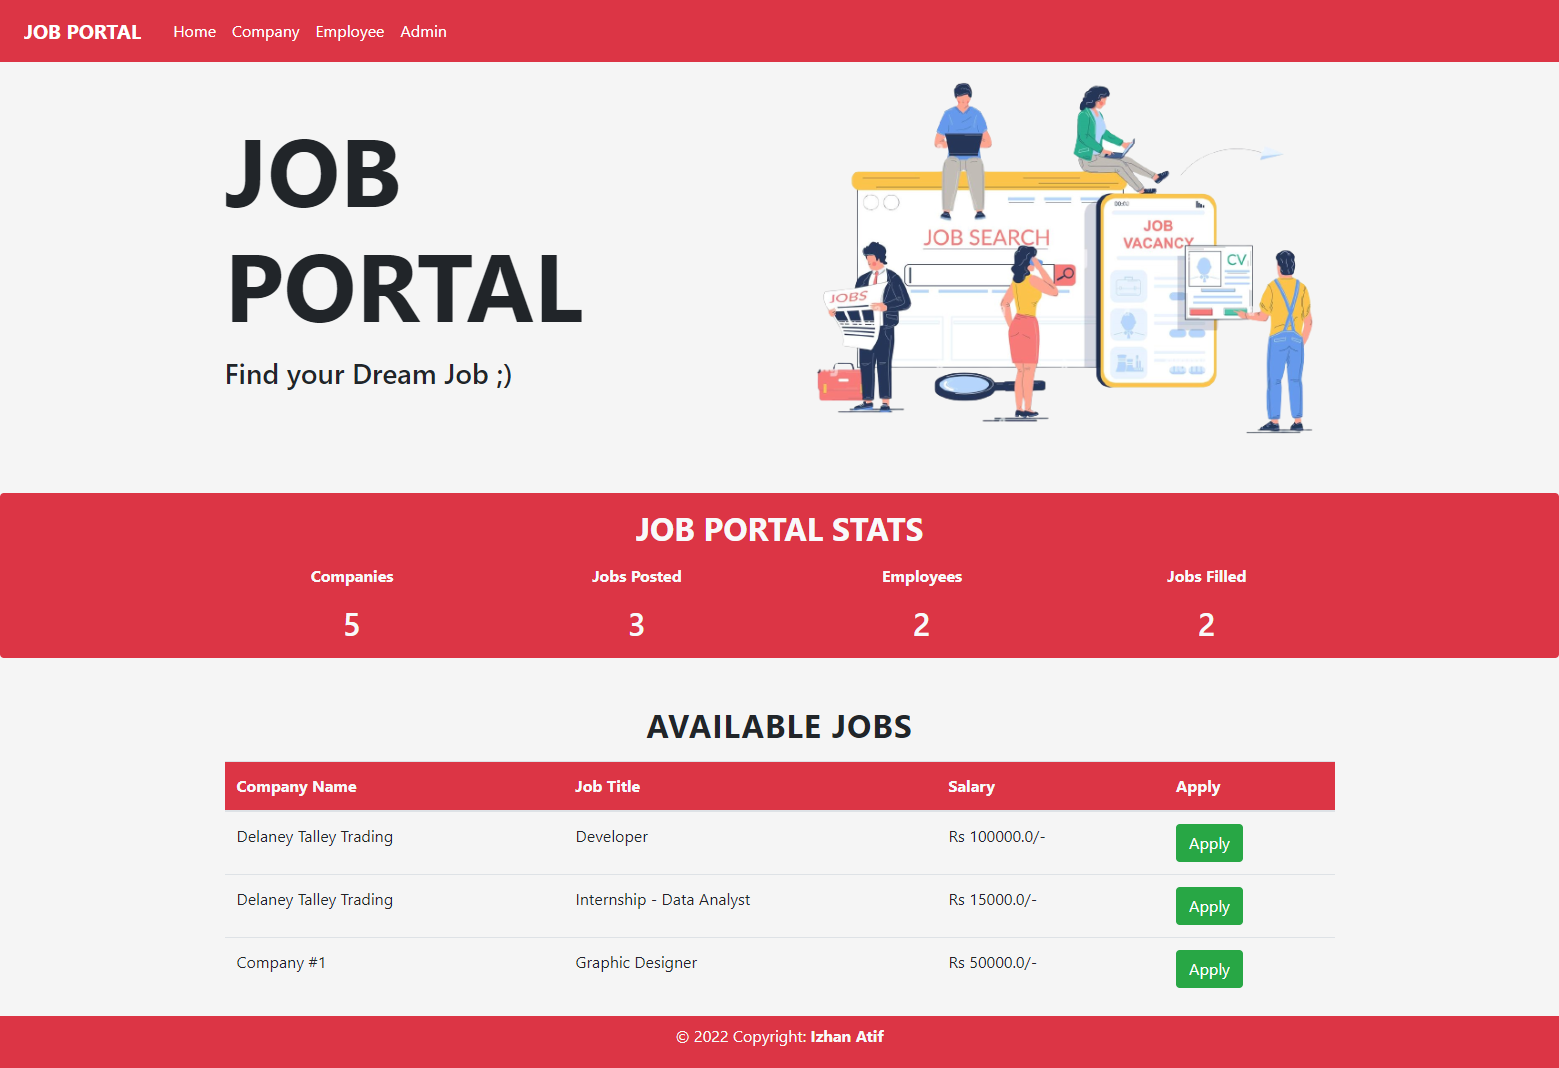 JOB PORTAL Home Company Employee Admin
JOB
PORTAL
Find your Dream Job ;)
JOB SEARCH
00:00
JOB
VACANCY
CV
JOBS
JOB PORTAL STATS
Companies Jobs Posted Employees Jobs Filled
5 3 2 2
AVAILABLE JOBS
Company Name Job Title Salary Apply
Delaney Talley Trading Developer Rs 100000.0/- Apply
Delaney Talley Trading Internship - Data Analyst Rs 15000.0/- Apply
Company #1 Graphic Designer Rs 50000.0/- Apply
© 2022 Copyright: Izhan Atif